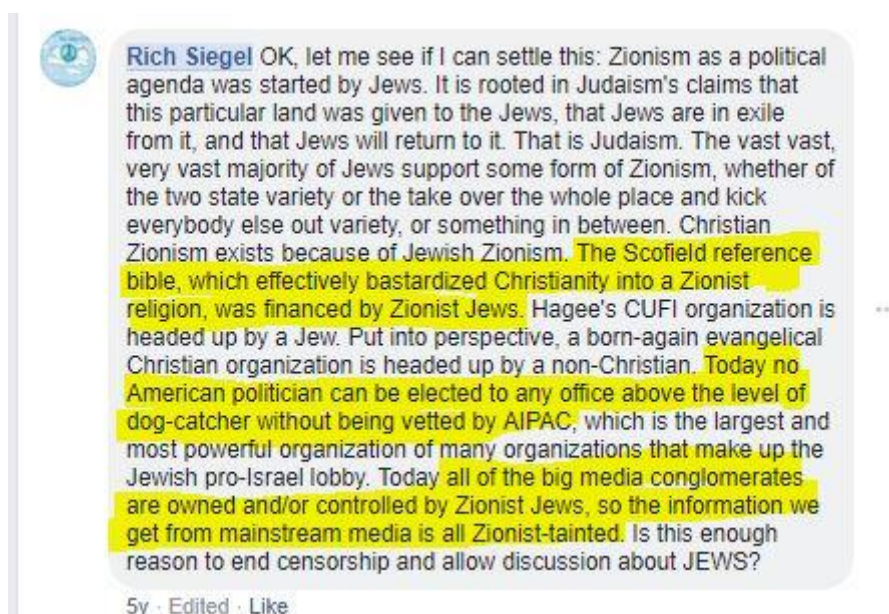 Rich Siegel OK, let me see if I can settle this: Zionism as a political
agenda was started by Jews. It is rooted in Judaism's claims that
this particular land was given to the Jews, that Jews are in exile
from it, and that Jews will return to it. That is Judaism. The vast vast,
very vast majority of Jews support some form of Zionism, whether of
the two state variety or the take over the whole place and kick
everybody else out variety, or something in between. Christian
Zionism exists because of Jewish Zionism. The Scofield reference
bible, which effectively bastardized Christianity into a Zionist
religion, was financed by Zionist Jews. Hagee's CUFI organization is
headed up by a Jew. Put into perspective, a born-again evangelical
Christian organization is headed up by a non-Christian. Today no
American politician can be elected to any office above the level of
dog-catcher without being vetted by AIPAC, which is the largest and
most powerful organization of many organizations that make up the
Jewish pro-Israel lobby. Today all of the big media conglomerates
are owned and/or controlled by Zionist Jews, so the information we
get from mainstream media is all Zionist-tainted. Is this enough
reason to end censorship and allow discussion about JEWS?
5y · Edited · Like